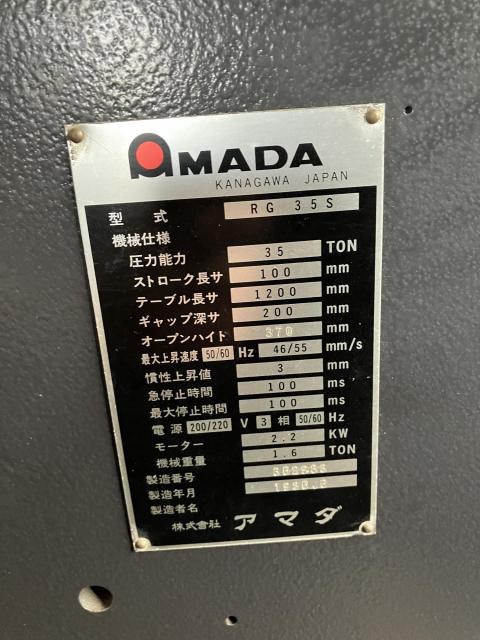 AMADA
KANAGAWA JAPAN
型式 RG 35S
機械仕様
圧力能力 35 TON
ストローク長サ 100 mm
テーブル長サ 1200 mm
ギャップ深サ 200 mm
オープンハイト 370 mm
最大上昇速度 50/60 Hz 46/55 mm/s
慣性上昇値 3 mm
急停止時間 100 ms
最大停止時間 100 ms
電源 200/220 V 3 相 50/60 Hz
モーター 2.2 KW
機械重量 1.6 TON
製造番号
製造年月
製造者名
株式會社 アマダ